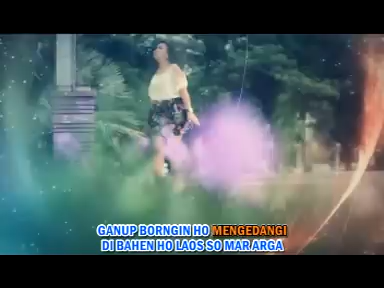 GANUP BORNGIN HO MENGEDANGI
DI BAHEN HO LAOS SO MAR ARGA